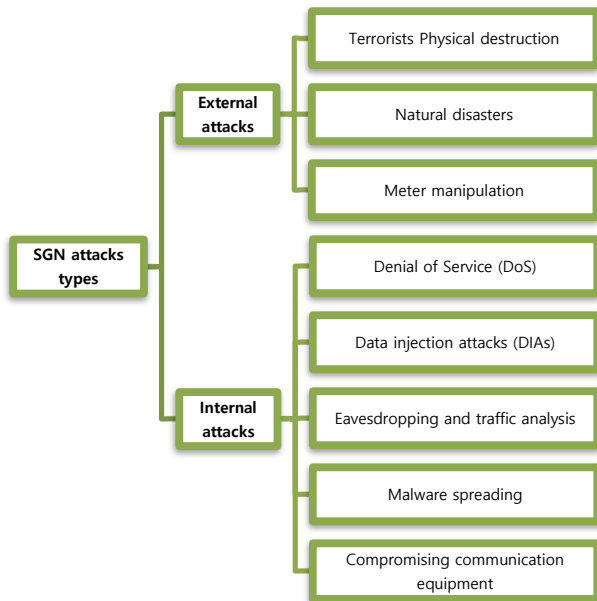 Terrorists Physical destruction
External
attacks
Natural disasters
Meter manipulation
SGN attacks
types
Denial of Service (DoS)
Data injection attacks (DIAs)
Internal
attacks
Eavesdropping and traffic analysis
Malware spreading
Compromising communication
equipment